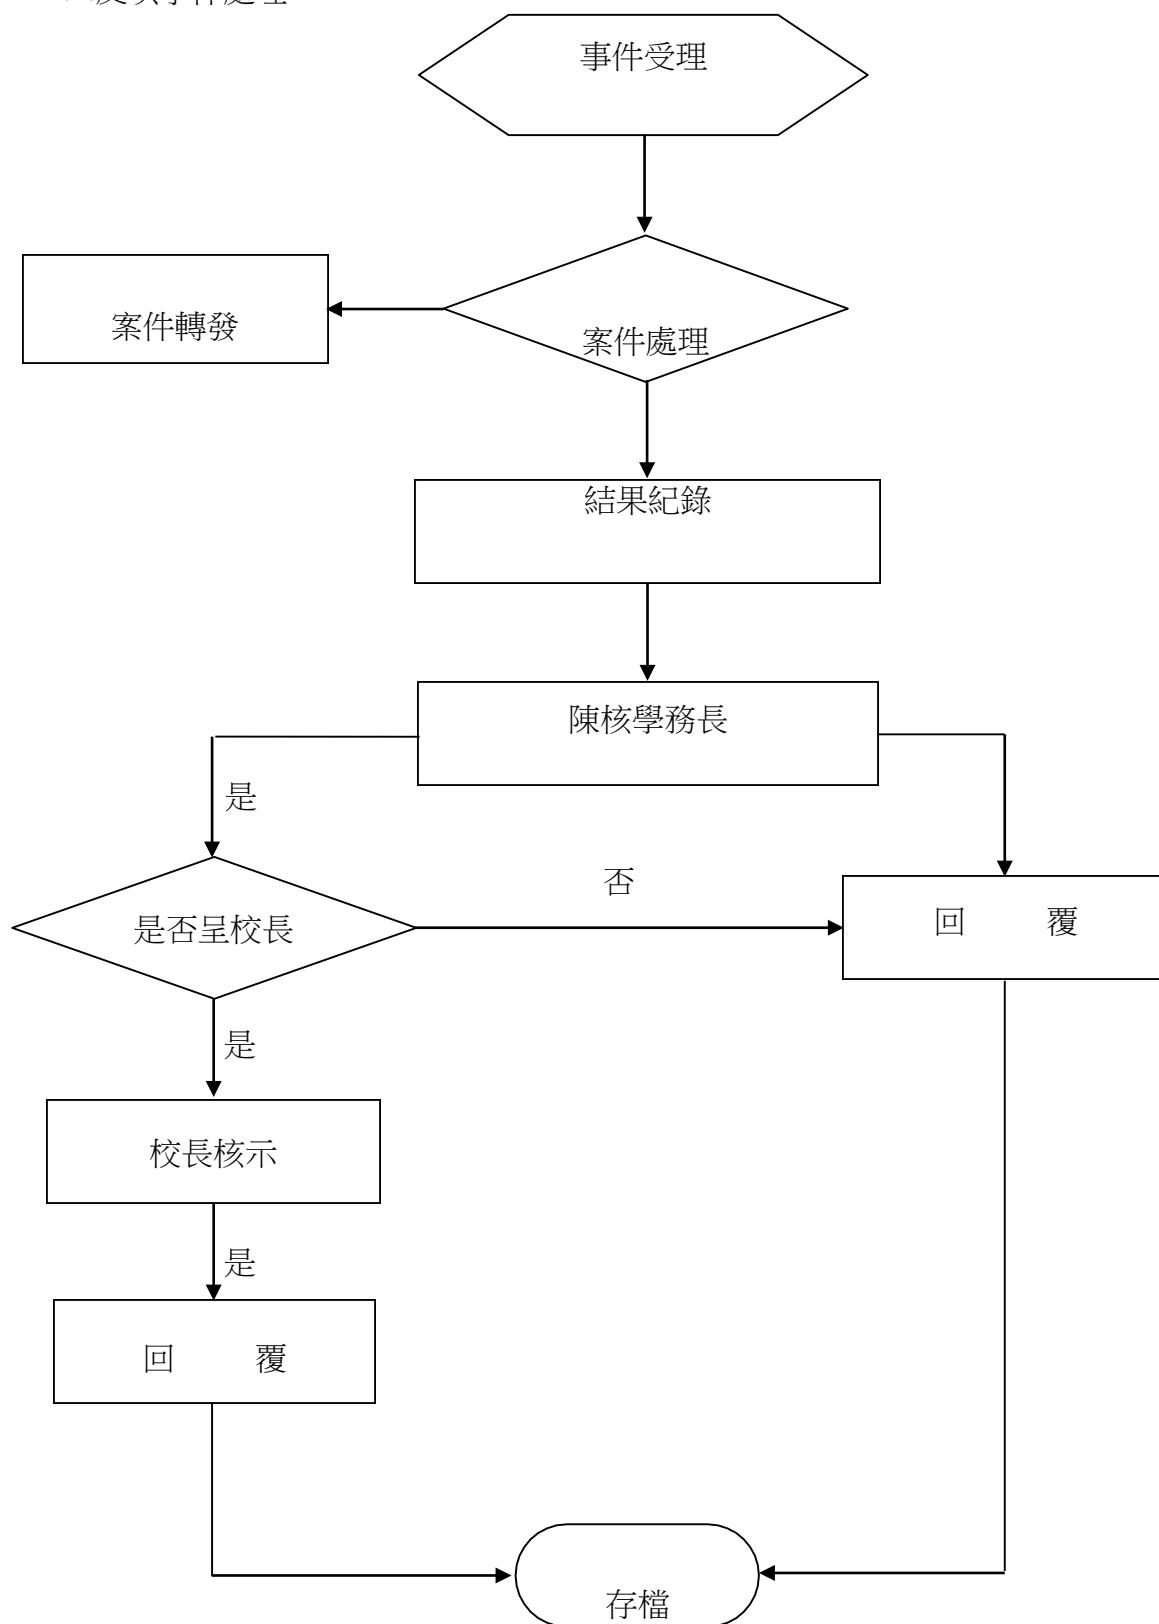 事件受理
案件轉發
案件處理
結果紀錄
陳核學務長
是
否
是否呈校長
回 覆
是
校長核示
是
回 覆
存檔